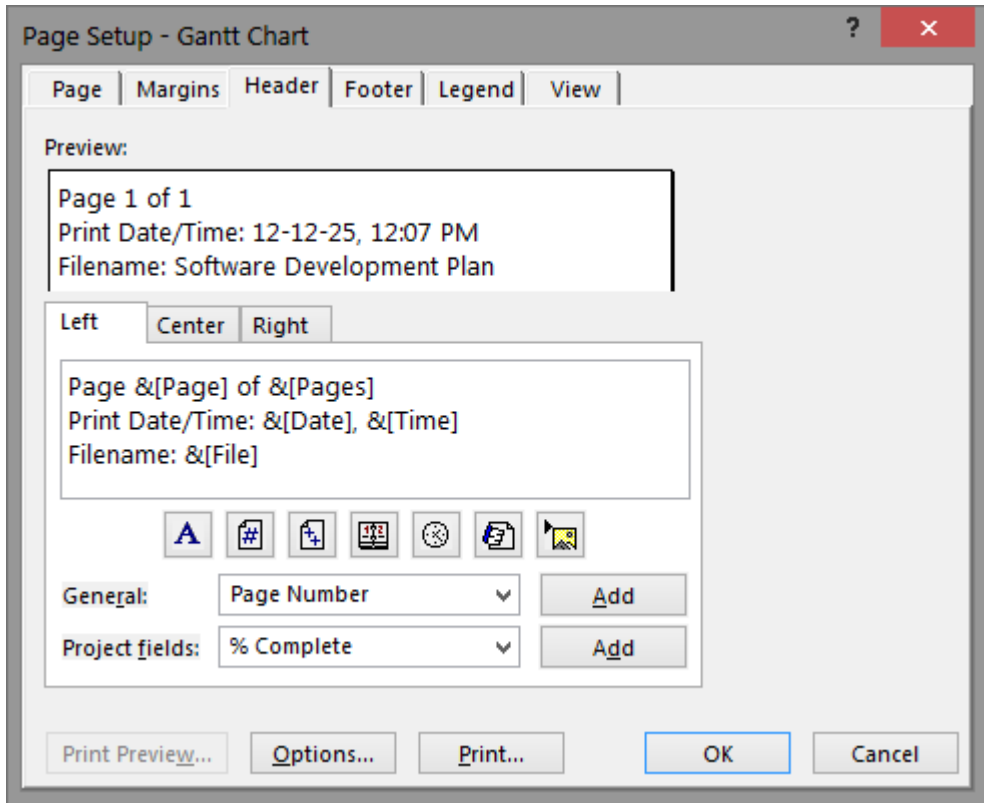 Page Setup - Gantt Chart ? ×
Page Margins Header Footer Legend View
Preview:
Page 1 of 1
Print Date/Time: 12-12-25, 12:07 PM
Filename: Software Development Plan
Left Center Right
Page &[Page] of &[Pages]
Print Date/Time: &[Date], &[Time]
Filename: &[File]
A #
General: Page Number Add
Project fields: % Complete Add
Print Preview... Options... Print... OK Cancel